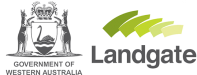 GOVERNMENT OF
WESTERN AUSTRALIA
Landgate